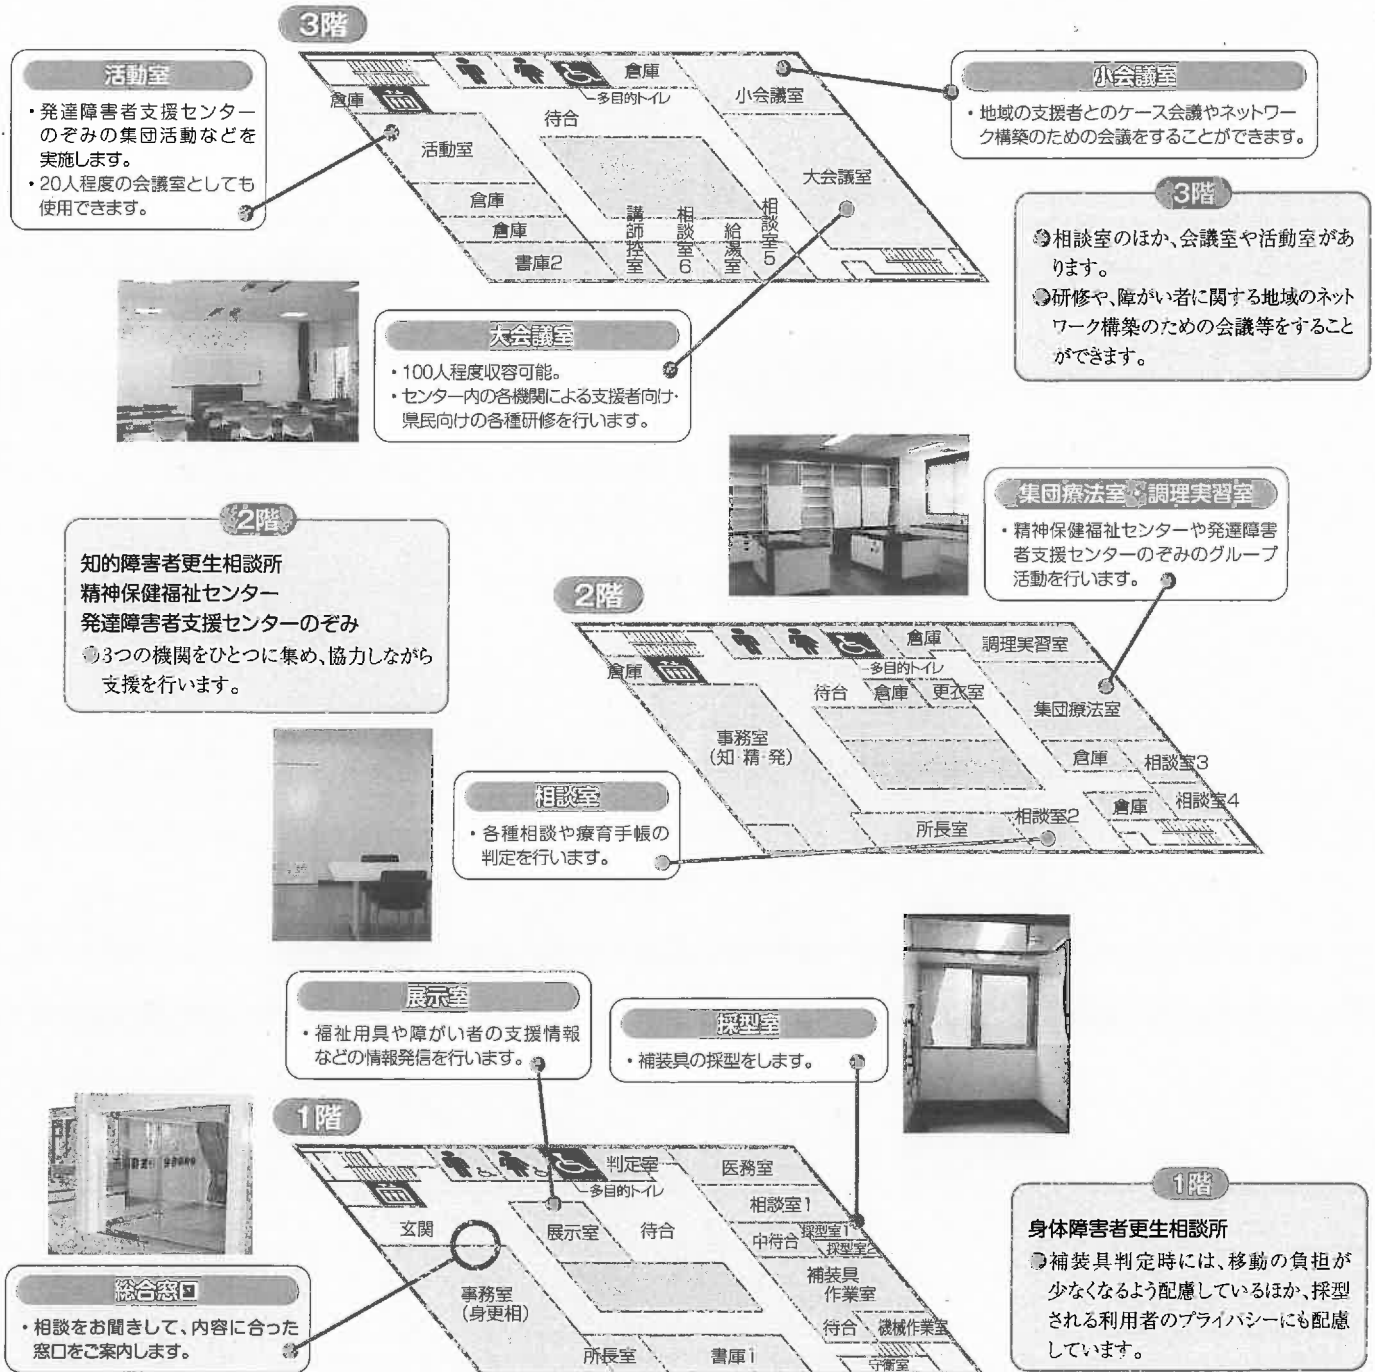 3階
活動室
・発達障害者支援センター
のぞみの集団活動などを
実施します。
・20人程度の会議室としても
使用できます。
倉庫
多目的トイレ
倉庫
待合
小会議室
活動室
大会議室
倉庫
倉庫
書庫2
講師控室
相談室6
給湯室
相談室5
小会議室
・地域の支援者とのケース会議やネットワー
ク構築のための会議をすることができます。
3階
相談室のほか、会議室や活動室があ
ります。
研修や、障がい者に関する地域のネット
ワーク構築のための会議等をすること
ができます。
大会議室
・100人程度収容可能。
・センター内の各機関による支援者向け・
県民向けの各種研修を行います。
2階
知的障害者更生相談所
精神保健福祉センター
発達障害者支援センターのぞみ
3つの機関をひとつに集め、協力しながら
支援を行います。
集団療法室・調理実習室
・精神保健福祉センターや発達障害
者支援センターのぞみのグループ
活動を行います。
2階
倉庫
調理実習室
倉庫
多目的トイレ
待合
倉庫
更衣室
集団療法室
事務室
(知・精・発)
倉庫
相談室3
倉庫
相談室4
所長室
相談室2
相談室
・各種相談や療育手帳の
判定を行います。
展示室
・福祉用具や障がい者の支援情報
などの情報発信を行います。
採型室
・補装具の採型をします。
1階
判定室
医務室
多目的トイレ
相談室1
玄関
展示室
待合
中待合
採型室1
採型室2
事務室
(身更相)
補装具
作業室
待合
機械作業室
守衛室
所長室
書庫1
総合窓口
・相談をお聞きして、内容に合った
窓口をご案内します。
1階
身体障害者更生相談所
補装具判定時には、移動の負担が
少なくなるよう配慮しているほか、採型
される利用者のプライバシーにも配慮
しています。